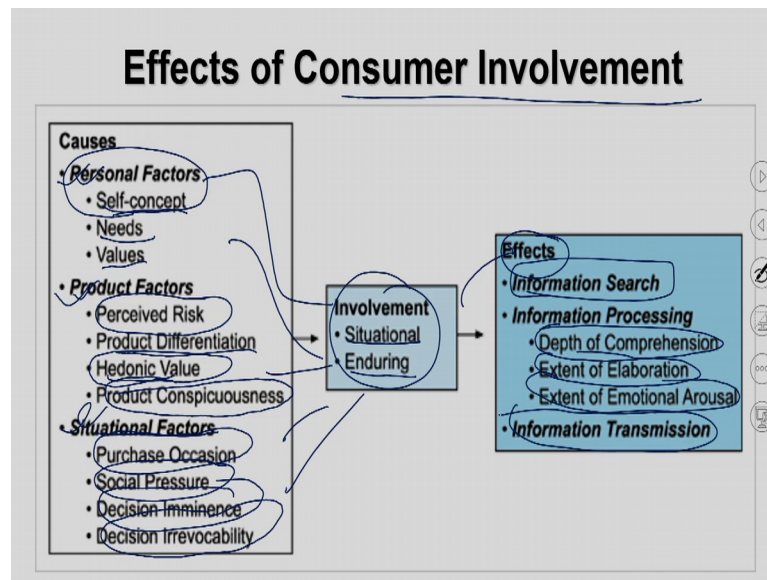 Effects of Consumer Involvement
Causes
• Personal Factors
• Self-concept
• Needs
• Values
• Product Factors
• Perceived Risk
• Product Differentiation
• Hedonic Value
• Product Conspicuousness
• Situational Factors
• Purchase Occasion
• Social Pressure
• Decision Imminence
• Decision Irrevocability
Involvement
• Situational
• Enduring
Effects
• Information Search
• Information Processing
• Depth of Comprehension
• Extent of Elaboration
• Extent of Emotional Arousal
• Information Transmission